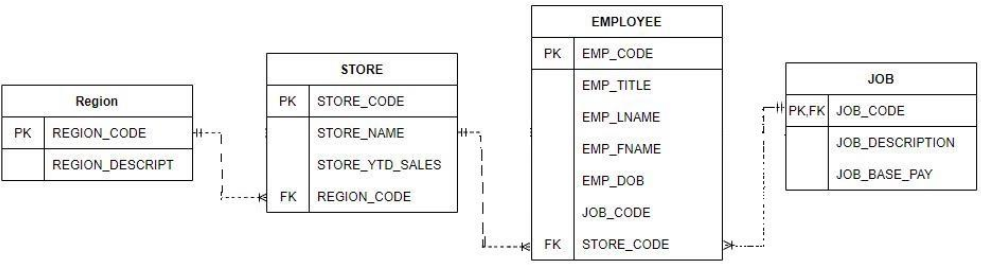 Region
PK REGION_CODE
REGION_DESCRIPT
STORE
PK STORE_CODE
STORE_NAME
STORE_YTD_SALES
FK REGION_CODE
EMPLOYEE
PK EMP_CODE
EMP_TITLE
EMP_LNAME
EMP_FNAME
EMP_DOB
JOB_CODE
FK STORE_CODE
JOB
PK,FK JOB_CODE
JOB_DESCRIPTION
JOB_BASE_PAY